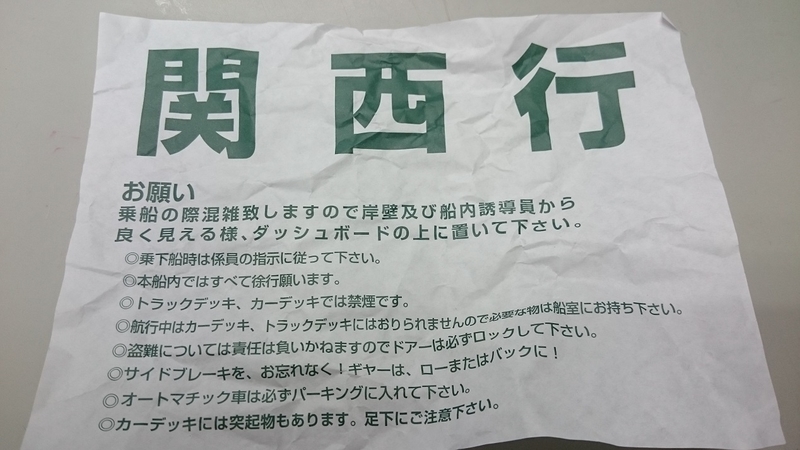 関西行
お願い
乗船の際混雑致しますので岸壁及び船内誘導員から
良く見える様、ダッシュボードの上に置いて下さい。
◎乗下船時は係員の指示に従って下さい。
◎本船内ではすべて徐行願います。
◎トラックデッキ、カーデッキでは禁煙です。
◎航行中はカーデッキ、トラックデッキにはおりられませんので必要な物は船室にお持ち下さい。
◎盗難については責任は負いかねますのでドアーは必ずロックして下さい。
◎サイドブレーキを、お忘れなく！ギヤーは、ローまたはバックに！
◎オートマチック車は必ずパーキングに入れて下さい。
◎カーデッキには突起物もあります。足下にご注意下さい。